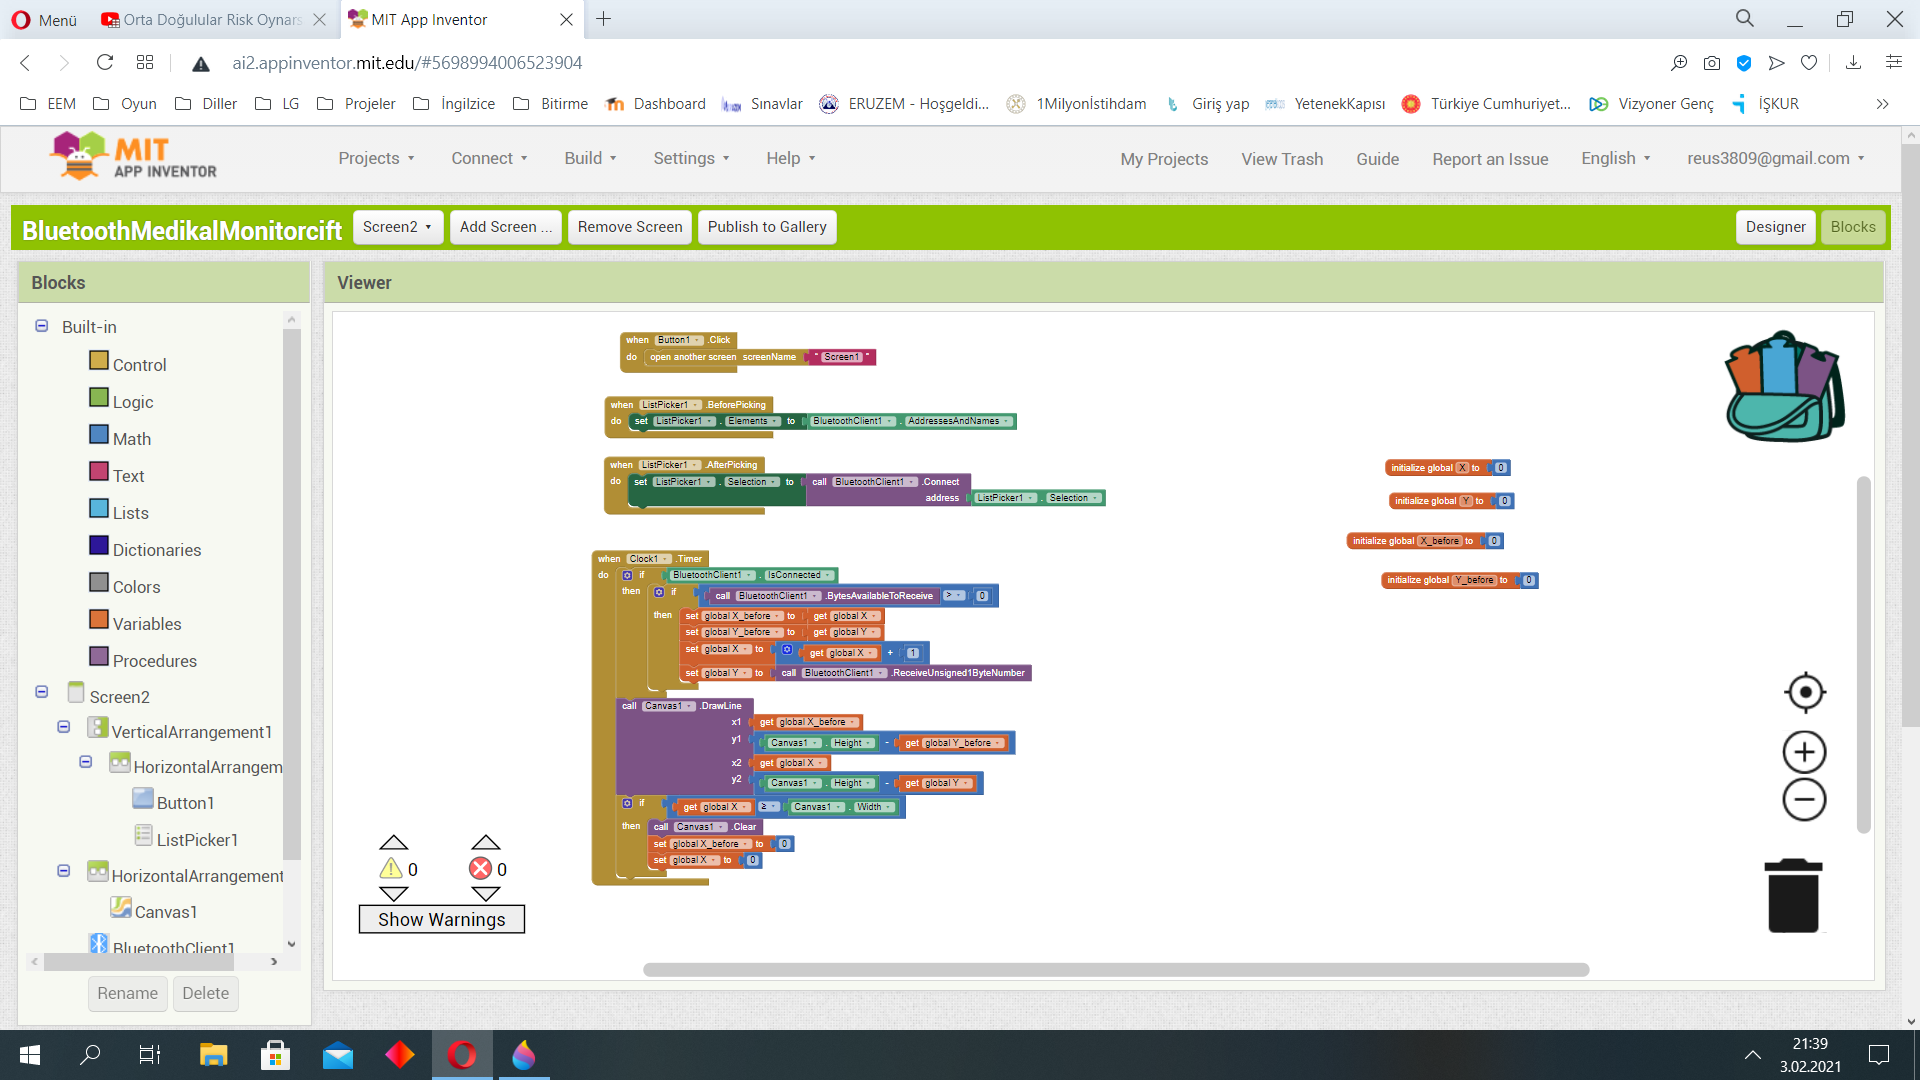 Menü
Orta Doğulular Risk Oynars
MIT App Inventor
ai2.appinventor.mit.edu/#5698994006523904
EEM
Oyun
Diller
LG
Projeler
İngilzice
Bitirme
Dashboard
Sınavlar
ERUZEM - Hoşgeldi...
1Milyonİstihdam
Giriş yap
YetenekKapısı
Türkiye Cumhuriyet...
Vizyoner Genç
İŞKUR
MIT
APP INVENTOR
Projects
Connect
Build
Settings
Help
My Projects
View Trash
Guide
Report an Issue
English
reus3809@gmail.com
BluetoothMedikalMonitorcift
Screen2
Add Screen ...
Remove Screen
Publish to Gallery
Designer
Blocks
Blocks
Built-in
Control
Logic
Math
Text
Lists
Dictionaries
Colors
Variables
Procedures
Screen2
VerticalArrangement1
HorizontalArrangem
Button1
ListPicker1
HorizontalArrangement
Canvas1
BluetoothClient1
Rename
Delete
Viewer
when Button1 .Click
do open another screen screenName " Screen1 "
when ListPicker1 .BeforePicking
do set ListPicker1 . Elements to BluetoothClient1 . AddressesAndNames
when ListPicker1 .AfterPicking
do set ListPicker1 . Selection to call BluetoothClient1 .Connect
address ListPicker1 . Selection
when Clock1 .Timer
do if BluetoothClient1 . IsConnected
then if call BluetoothClient1 .BytesAvailableToReceive > 0
then set global X_before to get global X
set global Y_before to get global Y
set global X to get global X + 1
set global Y to call BluetoothClient1 .ReceiveUnsigned1ByteNumber
call Canvas1 .DrawLine
x1 get global X_before
y1 Canvas1 . Height - get global Y_before
x2 get global X
y2 Canvas1 . Height - get global Y
if get global X ≥ Canvas1 . Width
then call Canvas1 .Clear
set global X_before to 0
set global X to 0
initialize global X to 0
initialize global Y to 0
initialize global X_before to 0
initialize global Y_before to 0
0
0
Show Warnings
21:39
3.02.2021